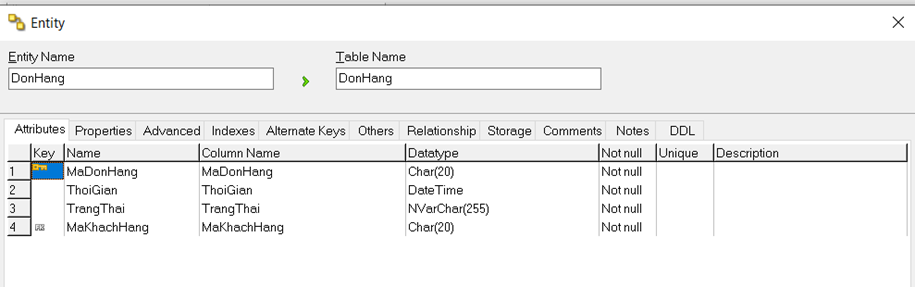 Entity
Entity Name Table Name
DonHang DonHang
Attributes Properties Advanced Indexes Alternate Keys Others Relationship Storage Comments Notes DDL
Key Name Column Name Datatype Not null Unique Description
1 MaDonHang MaDonHang Char(20) Not null
2 ThoiGian ThoiGian DateTime Not null
3 TrangThai TrangThai NVarChar(255) Not null
4 MaKhachHang MaKhachHang Char(20) Not null